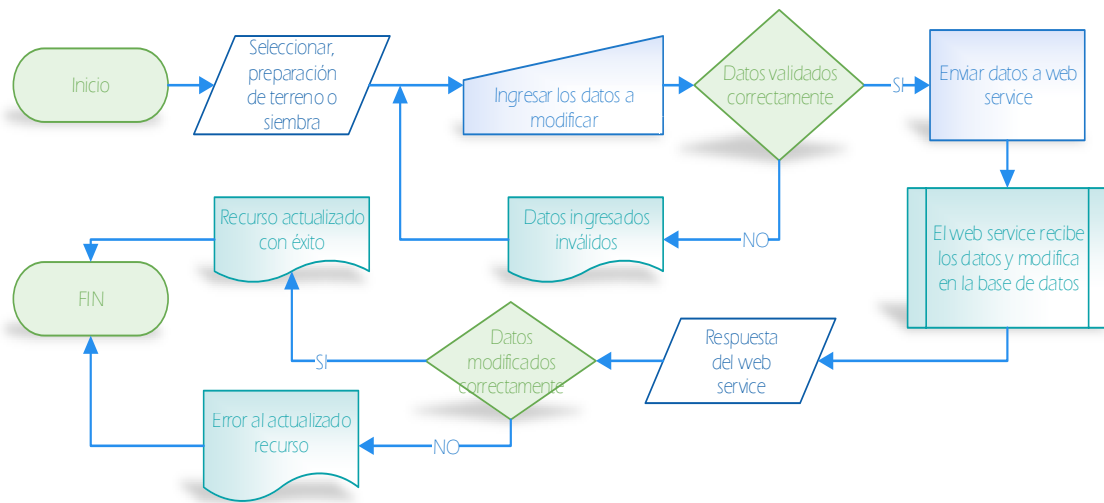 Inicio
Seleccionar,
preparación
de terreno o
siembra
Ingresar los datos a
modificar
Datos validados
correctamente
SI
Enviar datos a web
service
El web service recibe
los datos y modifica
en la base de datos
NO
Datos ingresados
inválidos
Recurso actualizado
con éxito
FIN
Respuesta
del web
service
Datos
modificados
correctamente
SI
NO
Error al actualizado
recurso